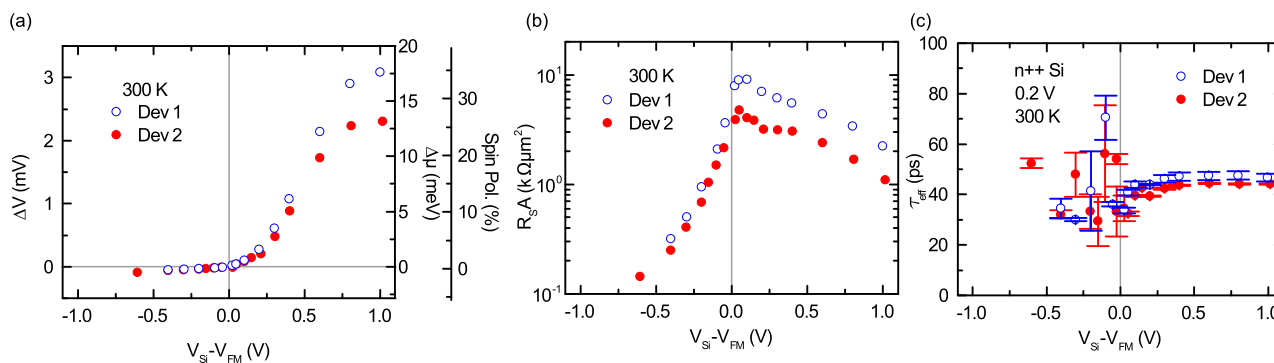 (a)
20
3
300 K
Dev 1
Dev 2
15
30
2
10
20
1
5
10
0
0
0
ΔV (mV)
Δμ (meV)
Spin Pol. (%)
-1.0 -0.5 0.0 0.5 1.0
V_Si-V_FM (V)
(b)
10^1
300 K
Dev 1
Dev 2
10^0
10^-1
R_S A (kΩμm²)
-1.0 -0.5 0.0 0.5 1.0
V_Si-V_FM (V)
(c)
100
n++ Si
0.2 V
300 K
Dev 1
Dev 2
80
60
40
20
0
τ_eff (ps)
-1.0 -0.5 0.0 0.5 1.0
V_Si-V_FM (V)